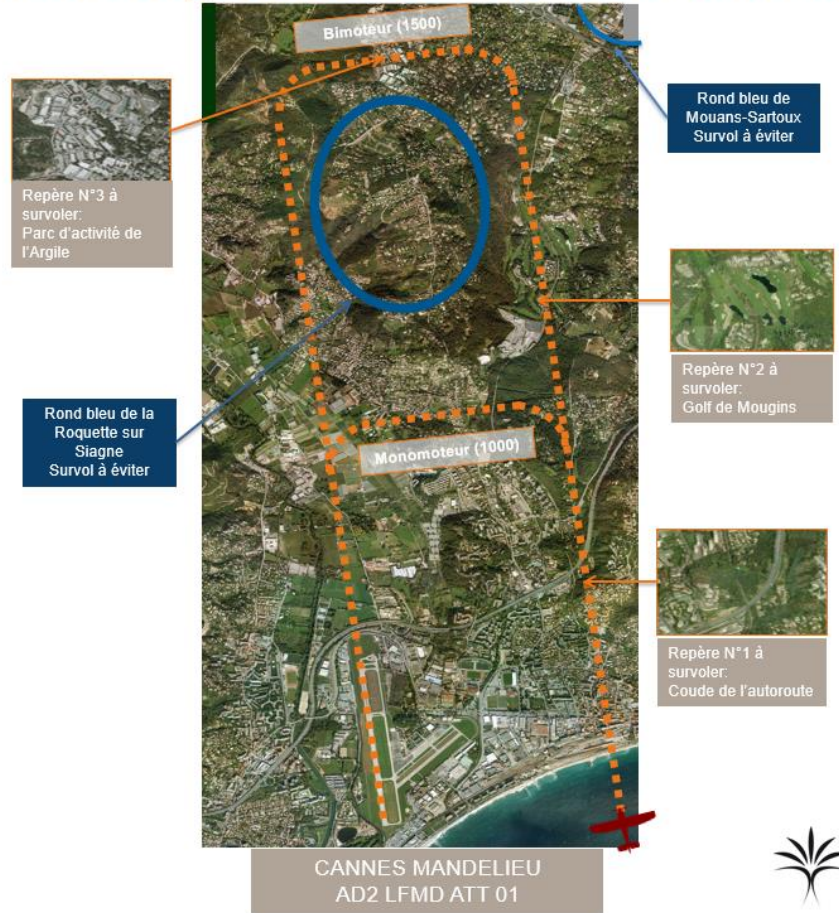 Bimoteur (1500)
Rond bleu de
Mouans-Sartoux
Survol à éviter
Repère N°3 à
survoler:
Parc d'activité de
l'Argile
Repère N°2 à
survoler:
Golf de Mougins
Rond bleu de la
Roquette sur
Siagne
Survol à éviter
Monomoteur (1000)
Repère N°1 à
survoler:
Coude de l'autoroute
CANNES MANDELIEU
AD2 LFMD ATT 01